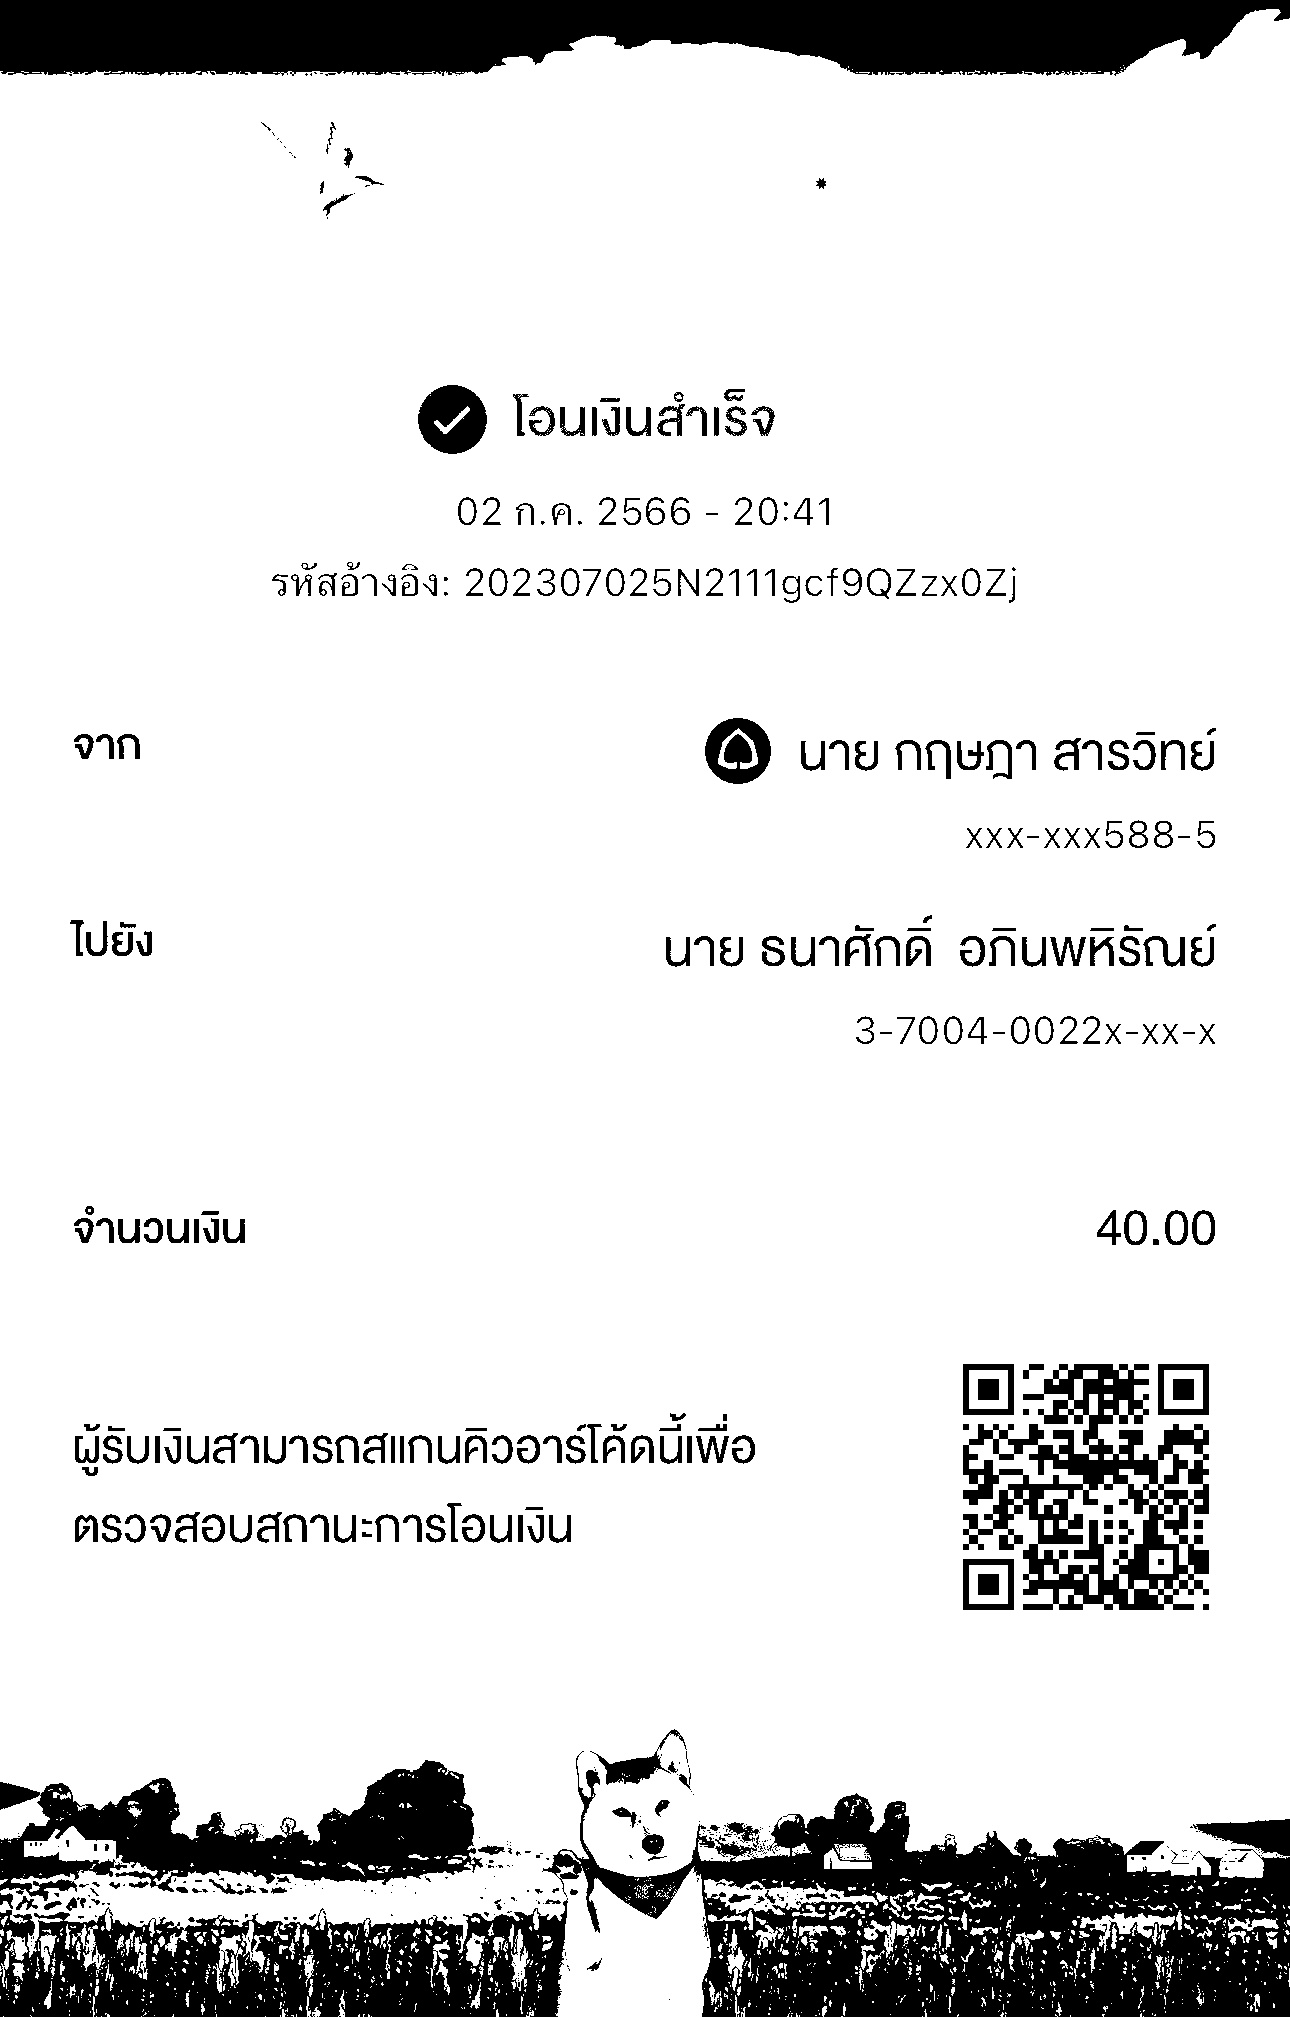 โอนเงินสำเร็จ
02 ก.ค. 2566 - 20:41
รหัสอ้างอิง: 202307025N2111gcf9QZzx0Zj
จาก นาย กฤษฎา สารวิทย์
xxx-xxx588-5
ไปยัง นาย ธนาศักดิ์ อภินพหิรัณย์
3-7004-0022x-xx-x
จำนวนเงิน 40.00
ผู้รับเงินสามารถสแกนคิวอาร์โค้ดนี้เพื่อ
ตรวจสอบสถานะการโอนเงิน